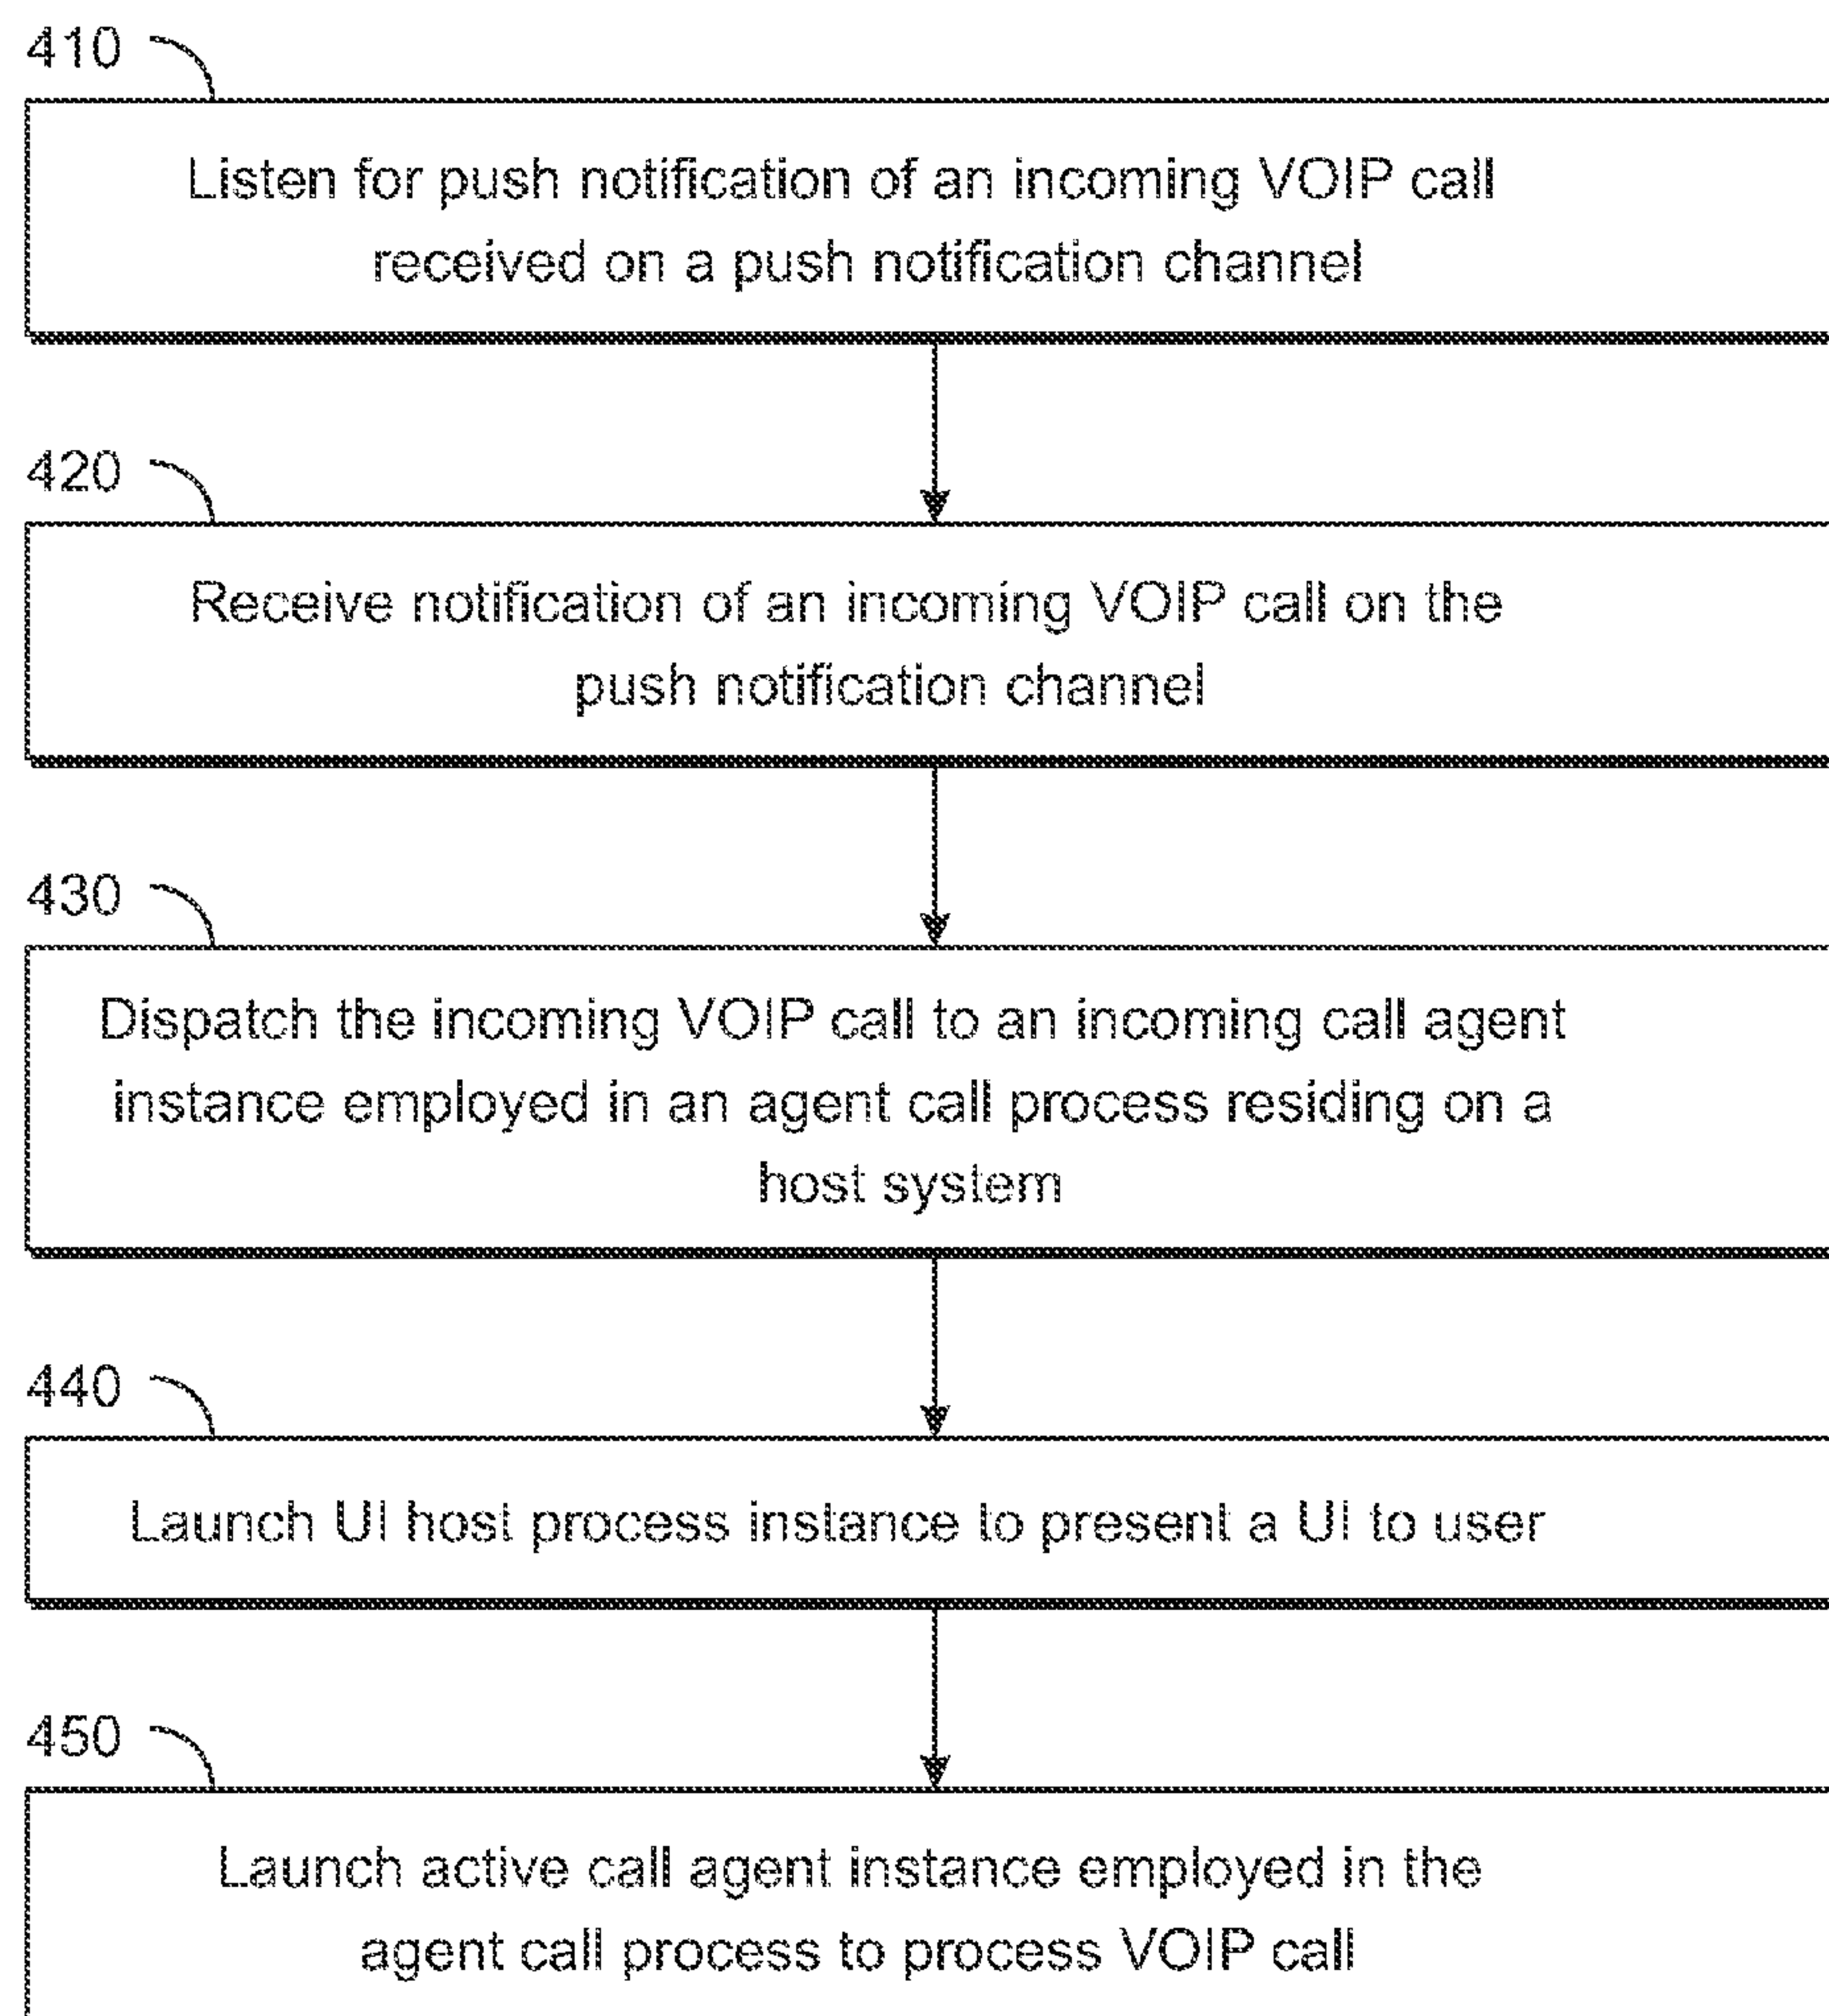 410
Listen for push notification of an incoming VOIP call
received on a push notification channel
420
Receive notification of an incoming VOIP call on the
push notification channel
430
Dispatch the incoming VOIP call to an incoming call agent
instance employed in an agent call process residing on a
host system
440
Launch UI host process instance to present a UI to user
450
Launch active call agent instance employed in the
agent call process to process VOIP call